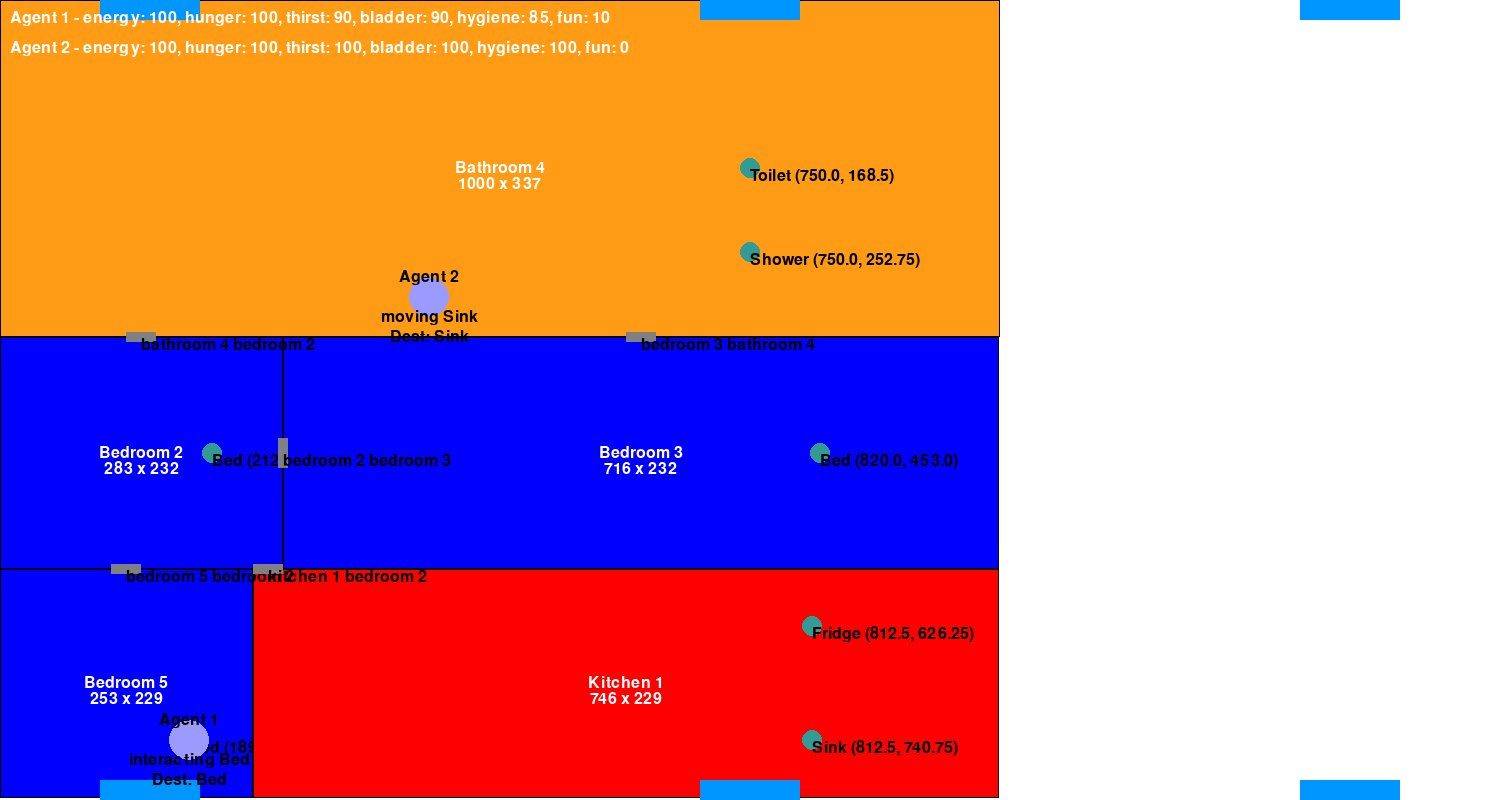 Agent 1 - energy: 100, hunger: 100, thirst: 90, bladder: 90, hygiene: 85, fun: 10
Agent 2 - energy: 100, hunger: 100, thirst: 100, bladder: 100, hygiene: 100, fun: 0
Bathroom 4
1000 x 337
Toilet (750.0, 168.5)
Shower (750.0, 252.75)
Agent 2
moving Sink
Dest: Sink
bathroom 4 bedroom 2
bedroom 3 bathroom 4
Bedroom 2
283 x 232
Bed (212
bedroom 2 bedroom 3
Bedroom 3
716 x 232
Bed (820.0, 453.0)
bedroom 5 bedroom 2
kitchen 1 bedroom 2
Fridge (812.5, 626.25)
Bedroom 5
253 x 229
Kitchen 1
746 x 229
Agent 1
interacting Bed
Dest: Bed
Sink (812.5, 740.75)